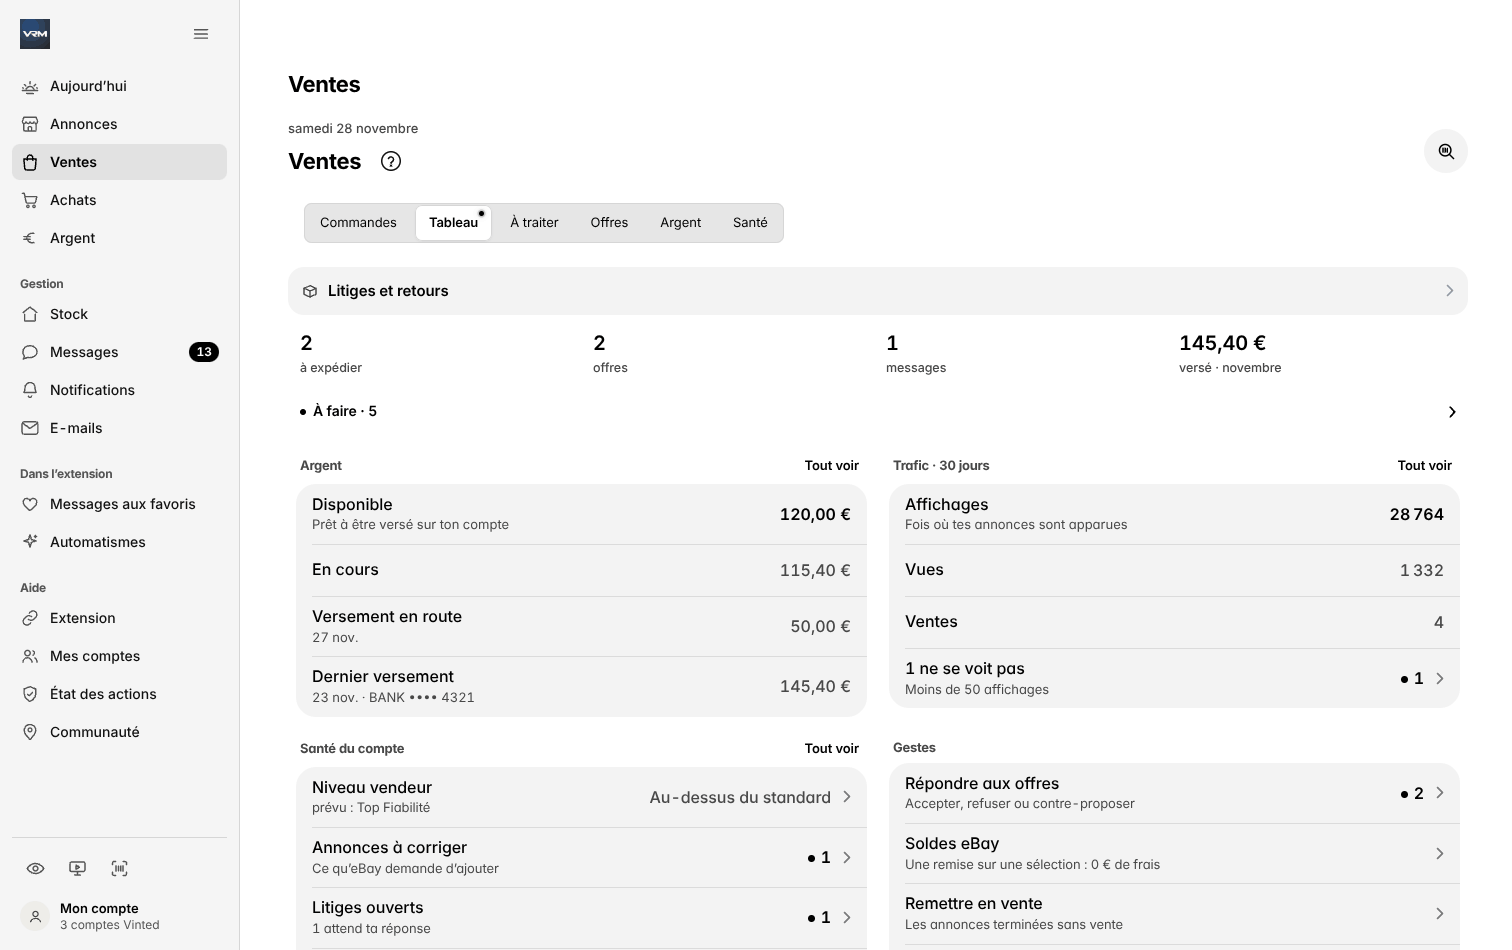 VRM
Aujourd’hui
Annonces
Ventes
Achats
Argent
Gestion
Stock
Messages 13
Notifications
E-mails
Dans l’extension
Messages aux favoris
Automatismes
Aide
Extension
Mes comptes
État des actions
Communauté
Mon compte
3 comptes Vinted
Ventes
samedi 28 novembre
Ventes ?
Commandes Tableau À traiter Offres Argent Santé
Litiges et retours
2 2 1 145,40 €
à expédier offres messages versé · novembre
• À faire · 5
Argent Tout voir
Disponible
Prêt à être versé sur ton compte
120,00 €
En cours 115,40 €
Versement en route
27 nov.
50,00 €
Dernier versement
23 nov. · BANK •••• 4321
145,40 €
Trafic · 30 jours Tout voir
Affichages
Fois où tes annonces sont apparues
28 764
Vues 1 332
Ventes 4
1 ne se voit pas
Moins de 50 affichages
• 1
Santé du compte Tout voir
Niveau vendeur
prévu : Top Fiabilité
Au-dessus du standard
Annonces à corriger
Ce qu’eBay demande d’ajouter
• 1
Litiges ouverts
1 attend ta réponse
• 1
Gestes
Répondre aux offres
Accepter, refuser ou contre-proposer
• 2
Soldes eBay
Une remise sur une sélection : 0 € de frais
Remettre en vente
Les annonces terminées sans vente